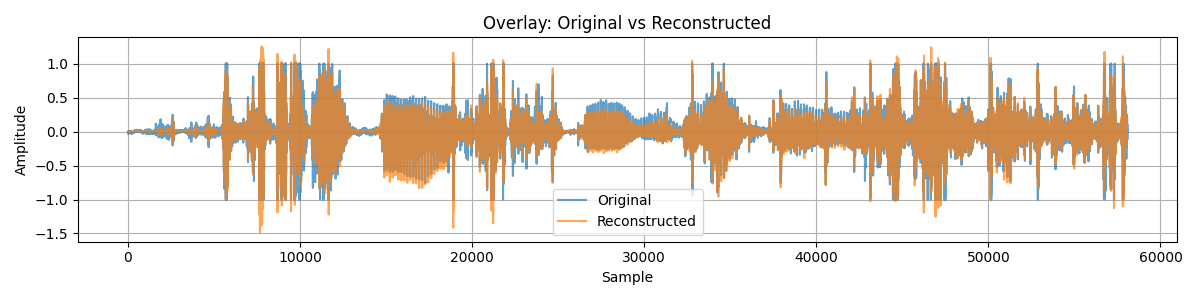 Overlay: Original vs Reconstructed
Amplitude
1.0
0.5
0.0
−0.5
−1.0
−1.5
Original
Reconstructed
0
10000
20000
30000
40000
50000
60000
Sample